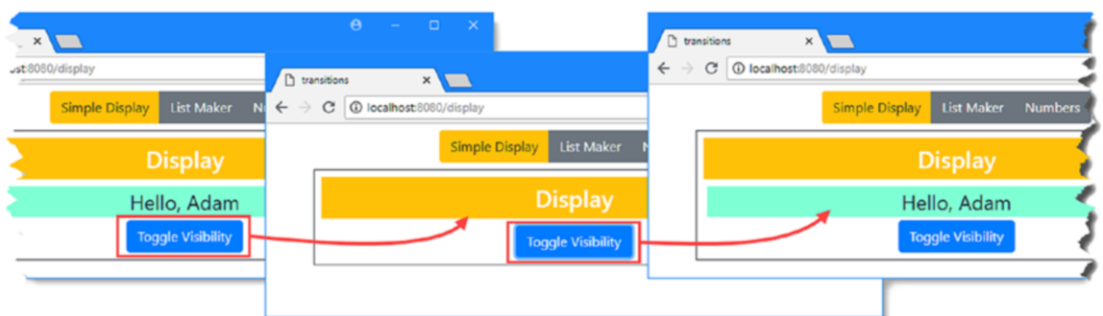 st:8080/display
Simple Display List Maker
Display
Hello, Adam
Toggle Visibility
transitions
localhost:8080/display
Simple Display List Maker
Display
Toggle Visibility
transitions
localhost:8080/display
Simple Display List Maker Numbers
Display
Hello, Adam
Toggle Visibility